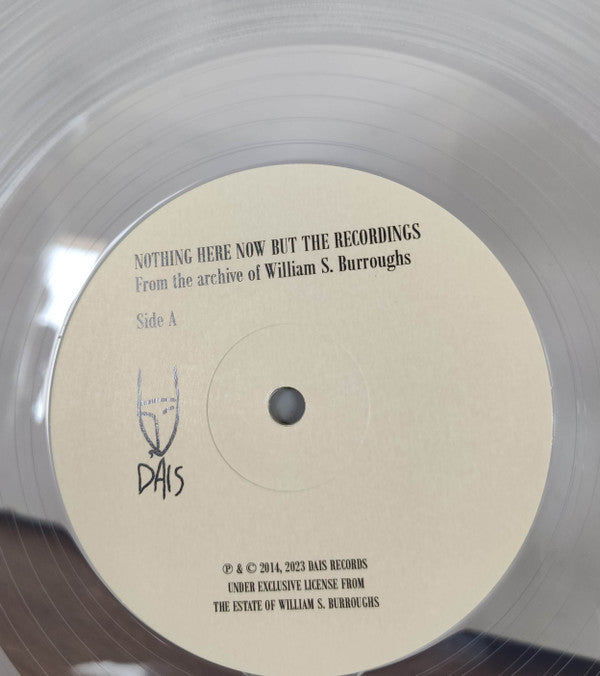 NOTHING HERE NOW BUT THE RECORDINGS
From the archive of William S. Burroughs
Side A
DAIS
℗ & © 2014, 2023 DAIS RECORDS
UNDER EXCLUSIVE LICENSE FROM
THE ESTATE OF WILLIAM S. BURROUGHS